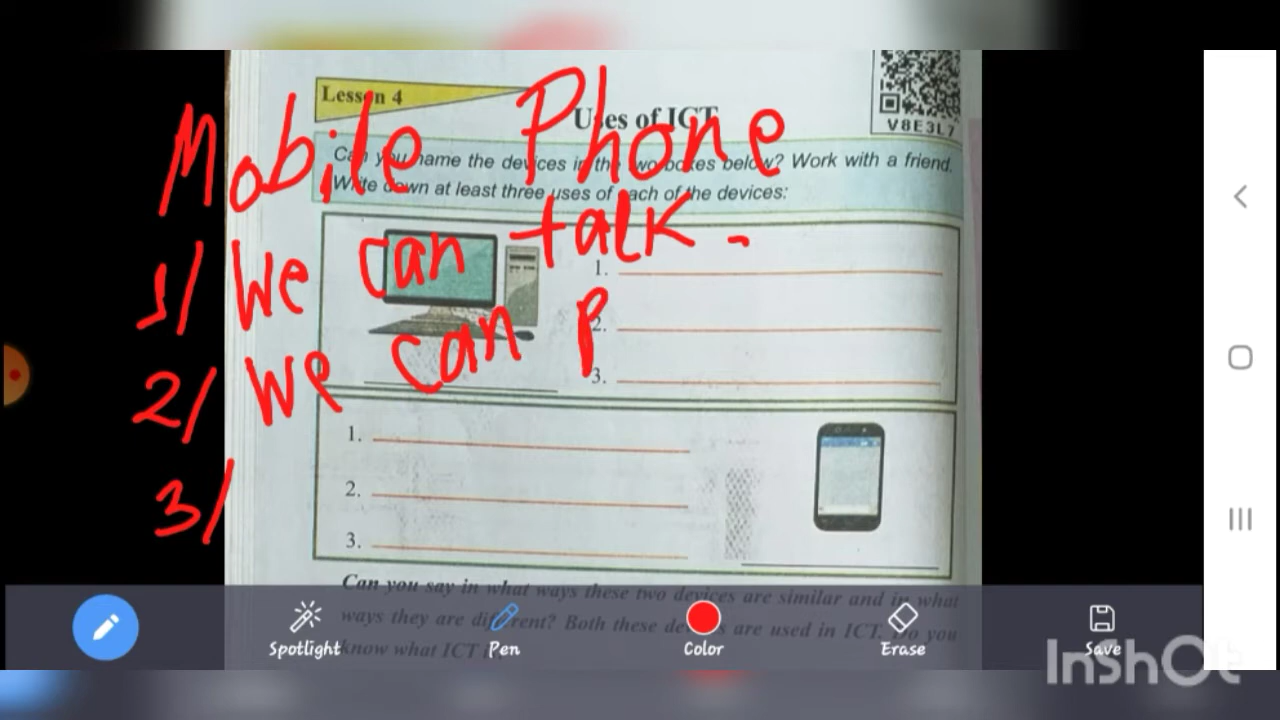 Lesson 4
Uses of ICT
V8E3L7
Can you name the devices in the two boxes below? Work with a friend.
Write down at least three uses of each of the devices:
Mobile Phone
1/ We can talk.
2/ We can P
3/
1.
2.
3.
1.
2.
3.
Can you say in what ways these two devices are similar and in what
ways they are different? Both these devices are used in ICT. Do you
know what ICT is
Spotlight
Pen
Color
Erase
Save
InShOt